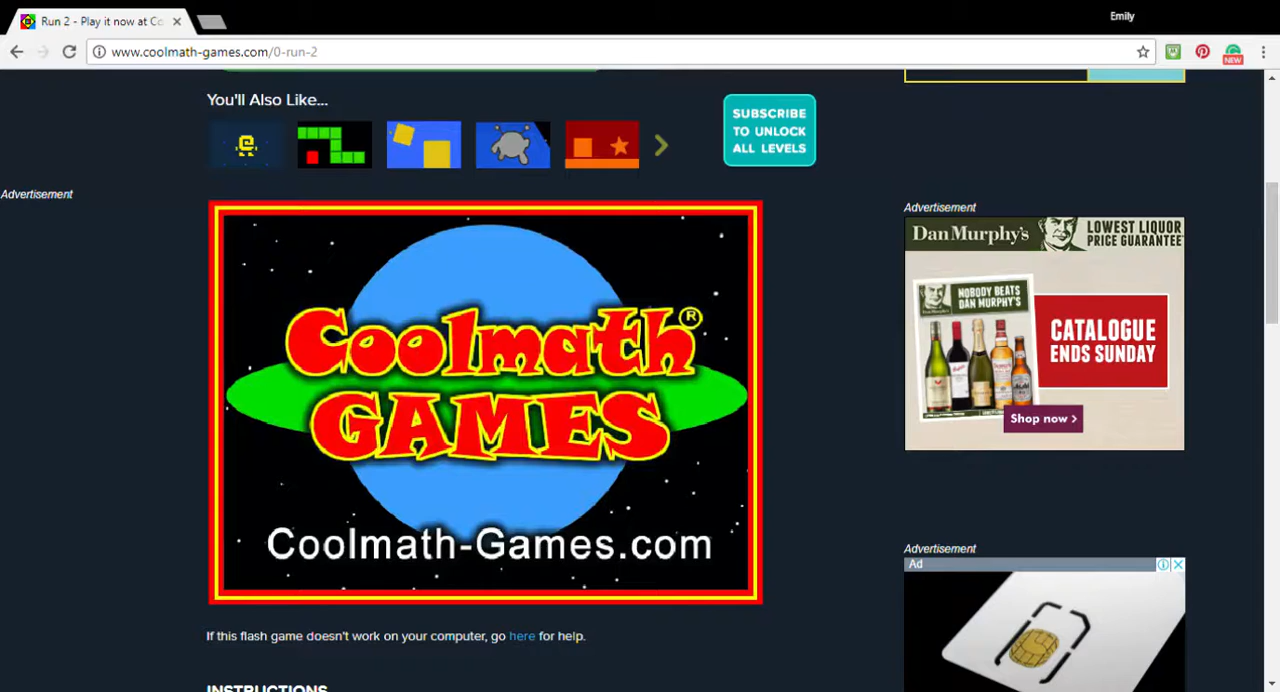 Emily
Run 2 - Play it now at Co
www.coolmath-games.com/0-run-2
NEW
You'll Also Like...
SUBSCRIBE
TO UNLOCK
ALL LEVELS
Advertisement
Coolmath®
GAMES
Coolmath-Games.com
If this flash game doesn't work on your computer, go here for help.
INSTRUCTIONS
Advertisement
Dan Murphy's
LOWEST LIQUOR
PRICE GUARANTEE
NOBODY BEATS
DAN MURPHY'S
CATALOGUE
ENDS SUNDAY
Shop now >
Advertisement
Ad